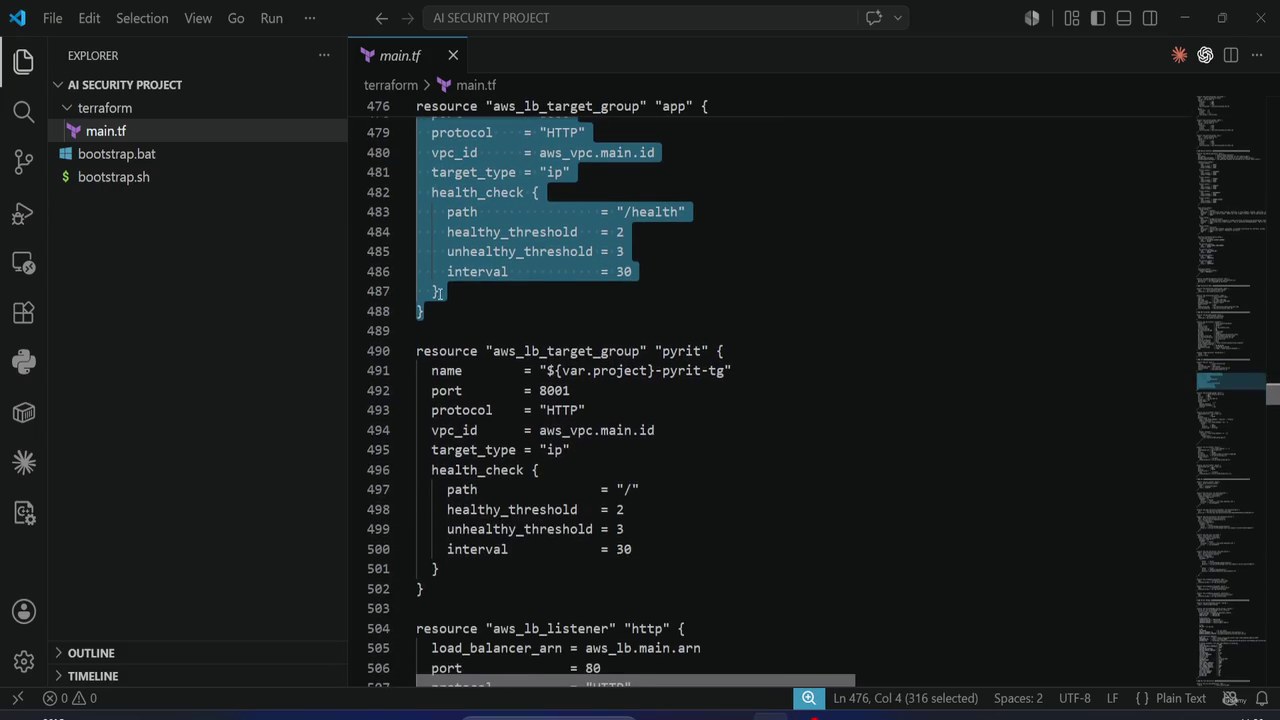 File Edit Selection View Go Run ··· AI SECURITY PROJECT
EXPLORER
AI SECURITY PROJECT
terraform
main.tf
bootstrap.bat
bootstrap.sh
OUTLINE
TIMELINE
main.tf
terraform > main.tf
476 resource "aws_lb_target_group" "app" {
479 protocol = "HTTP"
480 vpc_id = aws_vpc.main.id
481 target_type = "ip"
482 health_check {
483 path = "/health"
484 healthy_threshold = 2
485 unhealthy_threshold = 3
486 interval = 30
487 }
488 }
489
490 resource "aws_lb_target_group" "pyrit" {
491 name = "${var.project}-pyrit-tg"
492 port = 8001
493 protocol = "HTTP"
494 vpc_id = aws_vpc.main.id
495 target_type = "ip"
496 health_check {
497 path = "/"
498 healthy_threshold = 2
499 unhealthy_threshold = 3
500 interval = 30
501 }
502 }
503
504 resource "aws_lb_listener" "http" {
505 load_balancer_arn = aws_lb.main.arn
506 port = 80
507 protocol = "HTTP"
0 0 Ln 476, Col 4 (316 selected) Spaces: 2 UTF-8 LF { } Plain Text